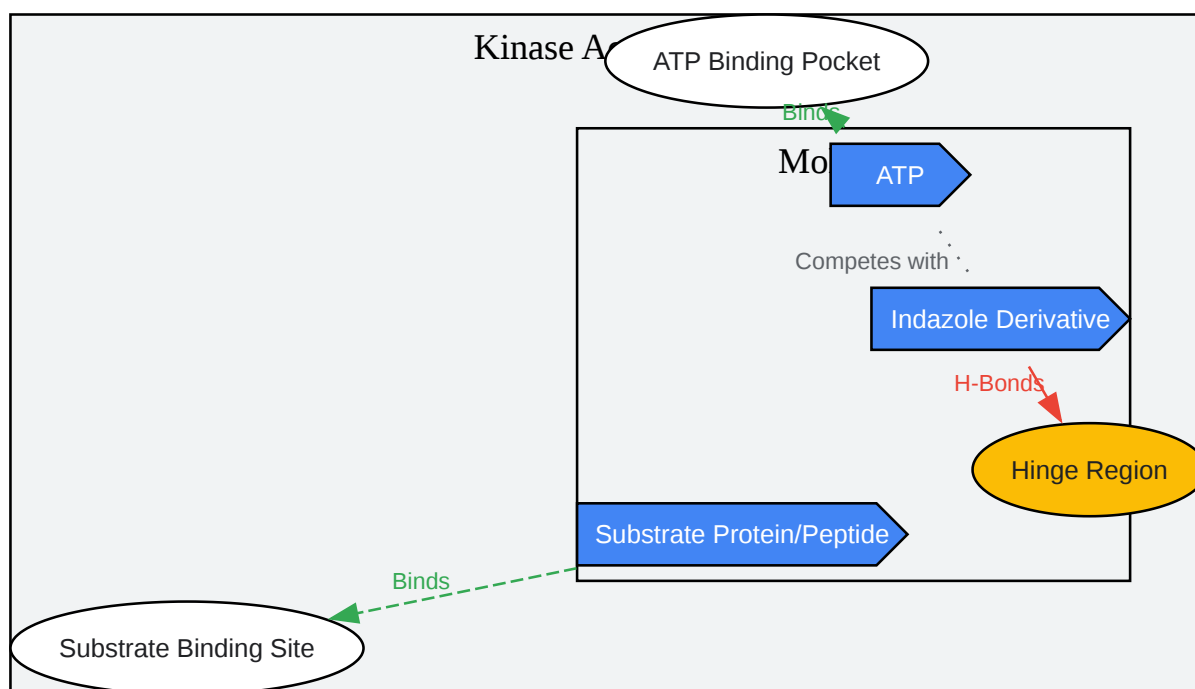 Kinase
ATP Binding Pocket
Binds
ATP
Competes with
Indazole Derivative
H-Bonds
Hinge Region
Substrate Protein/Peptide
Binds
Substrate Binding Site